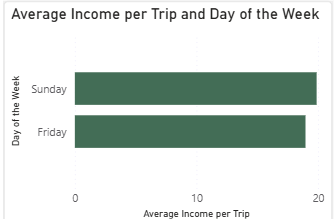 Average Income per Trip and Day of the Week
Day of the Week
Sunday
Friday
0 10 20
Average Income per Trip